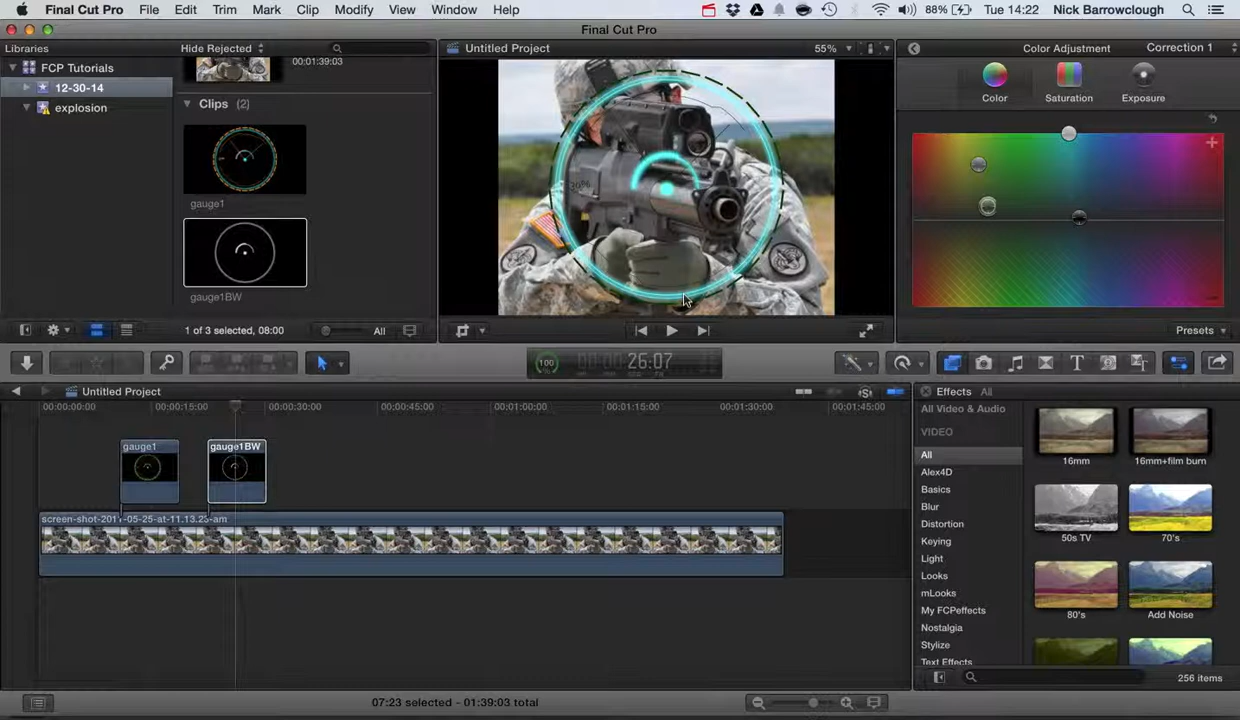 Final Cut Pro File Edit Trim Mark Clip Modify View Window Help 88% Tue 14:22 Nick Barrowclough
Final Cut Pro
Libraries Hide Rejected Untitled Project 55% Color Adjustment Correction 1
FCP Tutorials 00:01:39:03
12-30-14
explosion
Clips (2)
Color Saturation Exposure
gauge1
gauge1BW
1 of 3 selected, 08:00 All Presets
100 % 26:07
Untitled Project Effects All
00:00:00:00 00:00:15:00 00:00:30:00 00:00:45:00 00:01:00:00 00:01:15:00 00:01:30:00 00:01:45:00
gauge1 gauge1BW
All Video & Audio
VIDEO
All
Alex4D
Basics
Blur
Distortion
Keying
Light
Looks
mLooks
My FCPeffects
Nostalgia
Stylize
Text Effects
16mm 16mm+film burn
50s TV 70's
80's Add Noise
256 items
07:23 selected - 01:39:03 total